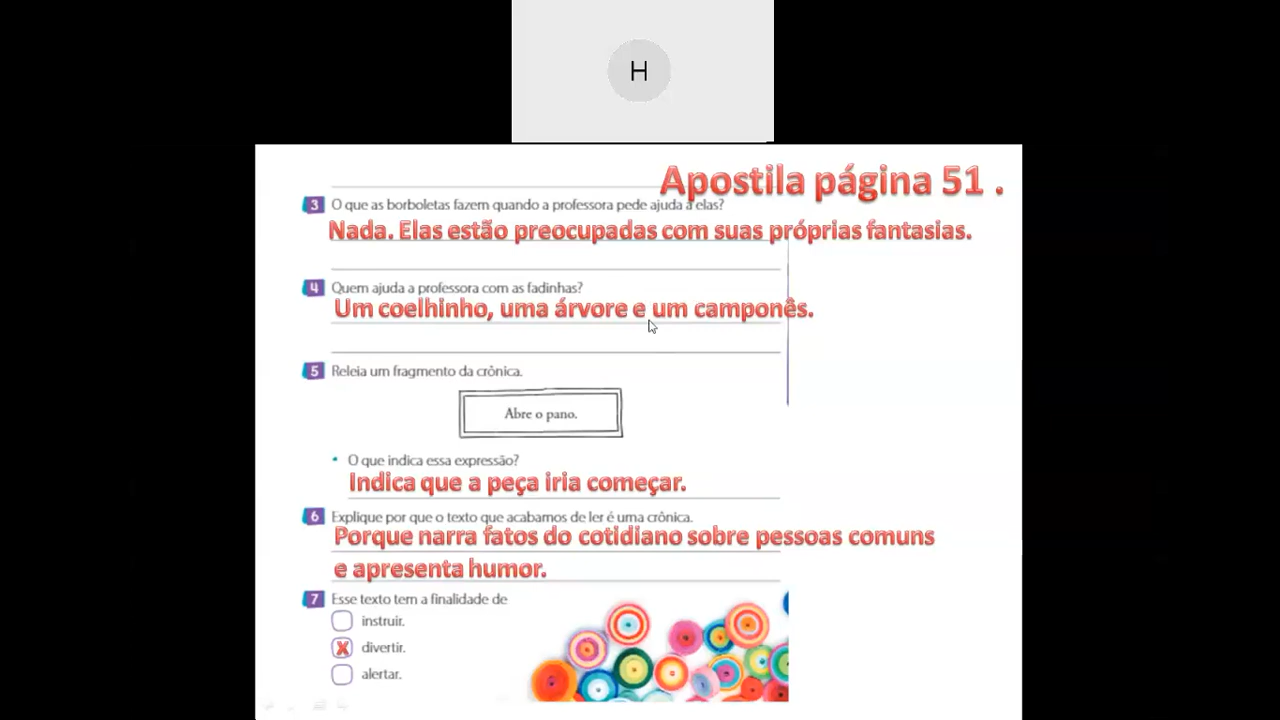 H
Apostila página 51 .
3 O que as borboletas fazem quando a professora pede ajuda a elas?
Nada. Elas estão preocupadas com suas próprias fantasias.
4 Quem ajuda a professora com as fadinhas?
Um coelhinho, uma árvore e um camponês.
5 Releia um fragmento da crônica.
Abre o pano.
• O que indica essa expressão?
Indica que a peça iria começar.
6 Explique por que o texto que acabamos de ler é uma crônica.
Porque narra fatos do cotidiano sobre pessoas comuns
e apresenta humor.
7 Esse texto tem a finalidade de
instruir.
X divertir.
alertar.